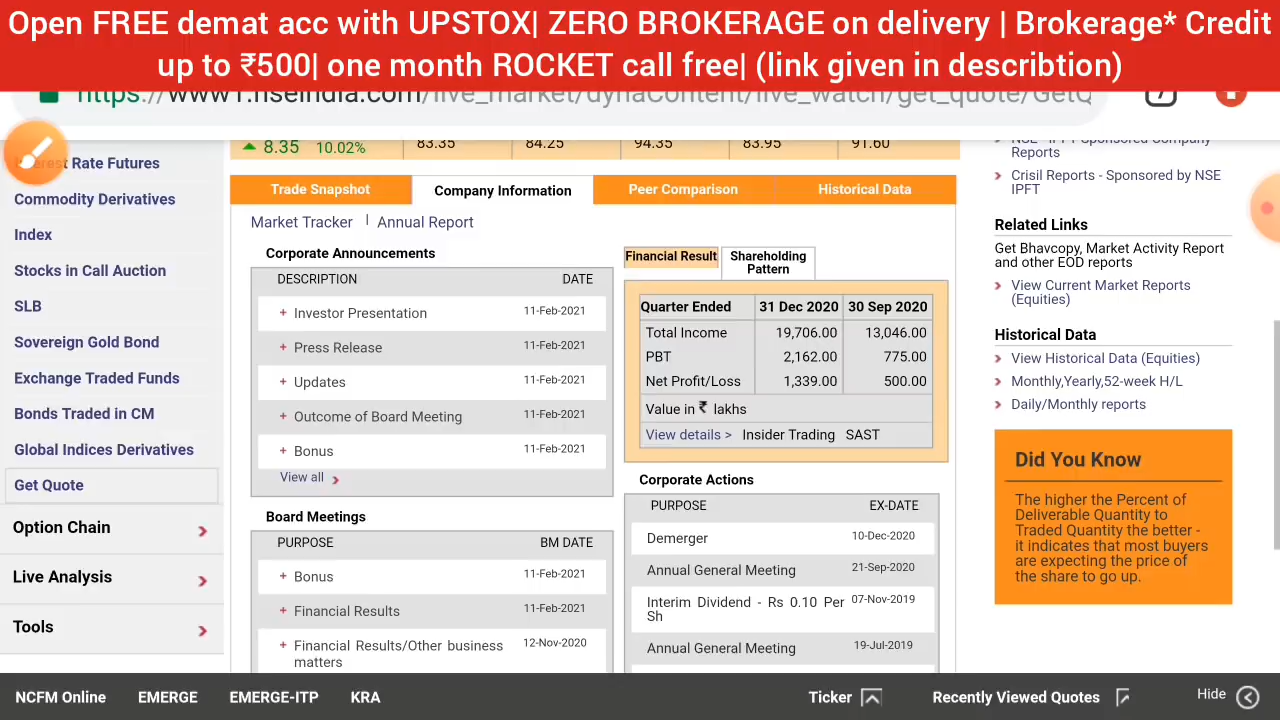 Open FREE demat acc with UPSTOX| ZERO BROKERAGE on delivery | Brokerage* Credit
up to ₹500| one month ROCKET call free| (link given in describtion)
https://www1.nseindia.com/live_market/dynaContent/live_watch/get_quote/GetQ
8.35 10.02% 83.35 84.25 94.35 83.95 91.60
Rate Futures
Commodity Derivatives
Index
Stocks in Call Auction
SLB
Sovereign Gold Bond
Exchange Traded Funds
Bonds Traded in CM
Global Indices Derivatives
Get Quote
Option Chain
Live Analysis
Tools
Trade Snapshot
Company Information
Peer Comparison
Historical Data
Market Tracker | Annual Report
Corporate Announcements
DESCRIPTION DATE
+ Investor Presentation 11-Feb-2021
+ Press Release 11-Feb-2021
+ Updates 11-Feb-2021
+ Outcome of Board Meeting 11-Feb-2021
+ Bonus 11-Feb-2021
View all
Board Meetings
PURPOSE BM DATE
+ Bonus 11-Feb-2021
+ Financial Results 11-Feb-2021
+ Financial Results/Other business 12-Nov-2020
matters
Financial Result
Shareholding
Pattern
Quarter Ended 31 Dec 2020 30 Sep 2020
Total Income 19,706.00 13,046.00
PBT 2,162.00 775.00
Net Profit/Loss 1,339.00 500.00
Value in ₹ lakhs
View details > Insider Trading SAST
Corporate Actions
PURPOSE EX-DATE
Demerger 10-Dec-2020
Annual General Meeting 21-Sep-2020
Interim Dividend - Rs 0.10 Per 07-Nov-2019
Sh
Annual General Meeting 19-Jul-2019
NSE - IPFT Sponsored Company
Reports
Crisil Reports - Sponsored by NSE
IPFT
Related Links
Get Bhavcopy, Market Activity Report
and other EOD reports
View Current Market Reports
(Equities)
Historical Data
View Historical Data (Equities)
Monthly,Yearly,52-week H/L
Daily/Monthly reports
Did You Know
The higher the Percent of
Deliverable Quantity to
Traded Quantity the better -
it indicates that most buyers
are expecting the price of
the share to go up.
NCFM Online EMERGE EMERGE-ITP KRA Ticker Recently Viewed Quotes Hide